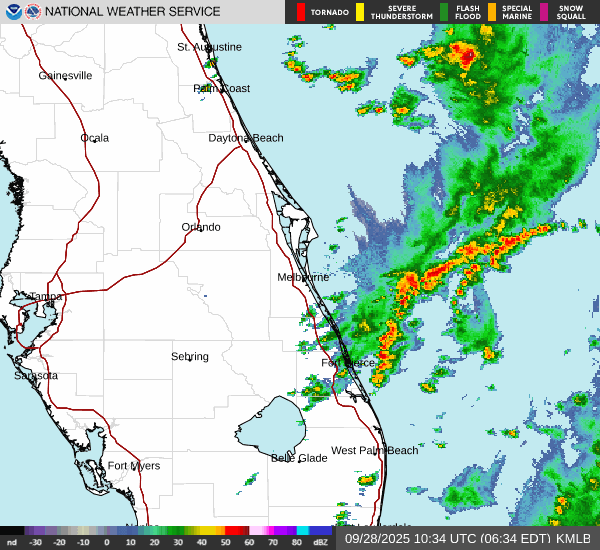 NATIONAL WEATHER SERVICE
TORNADO
SEVERE THUNDERSTORM
FLASH FLOOD
SPECIAL MARINE
SNOW SQUALL
St. Augustine
Gainesville
Palm Coast
Ocala
Daytona Beach
Orlando
Melbourne
Tampa
Sebring
Fort Pierce
Sarasota
West Palm Beach
Belle Glade
Fort Myers
nd -30 -20 -10 0 10 20 30 40 50 60 70 80 dBZ
09/28/2025 10:34 UTC (06:34 EDT) KMLB